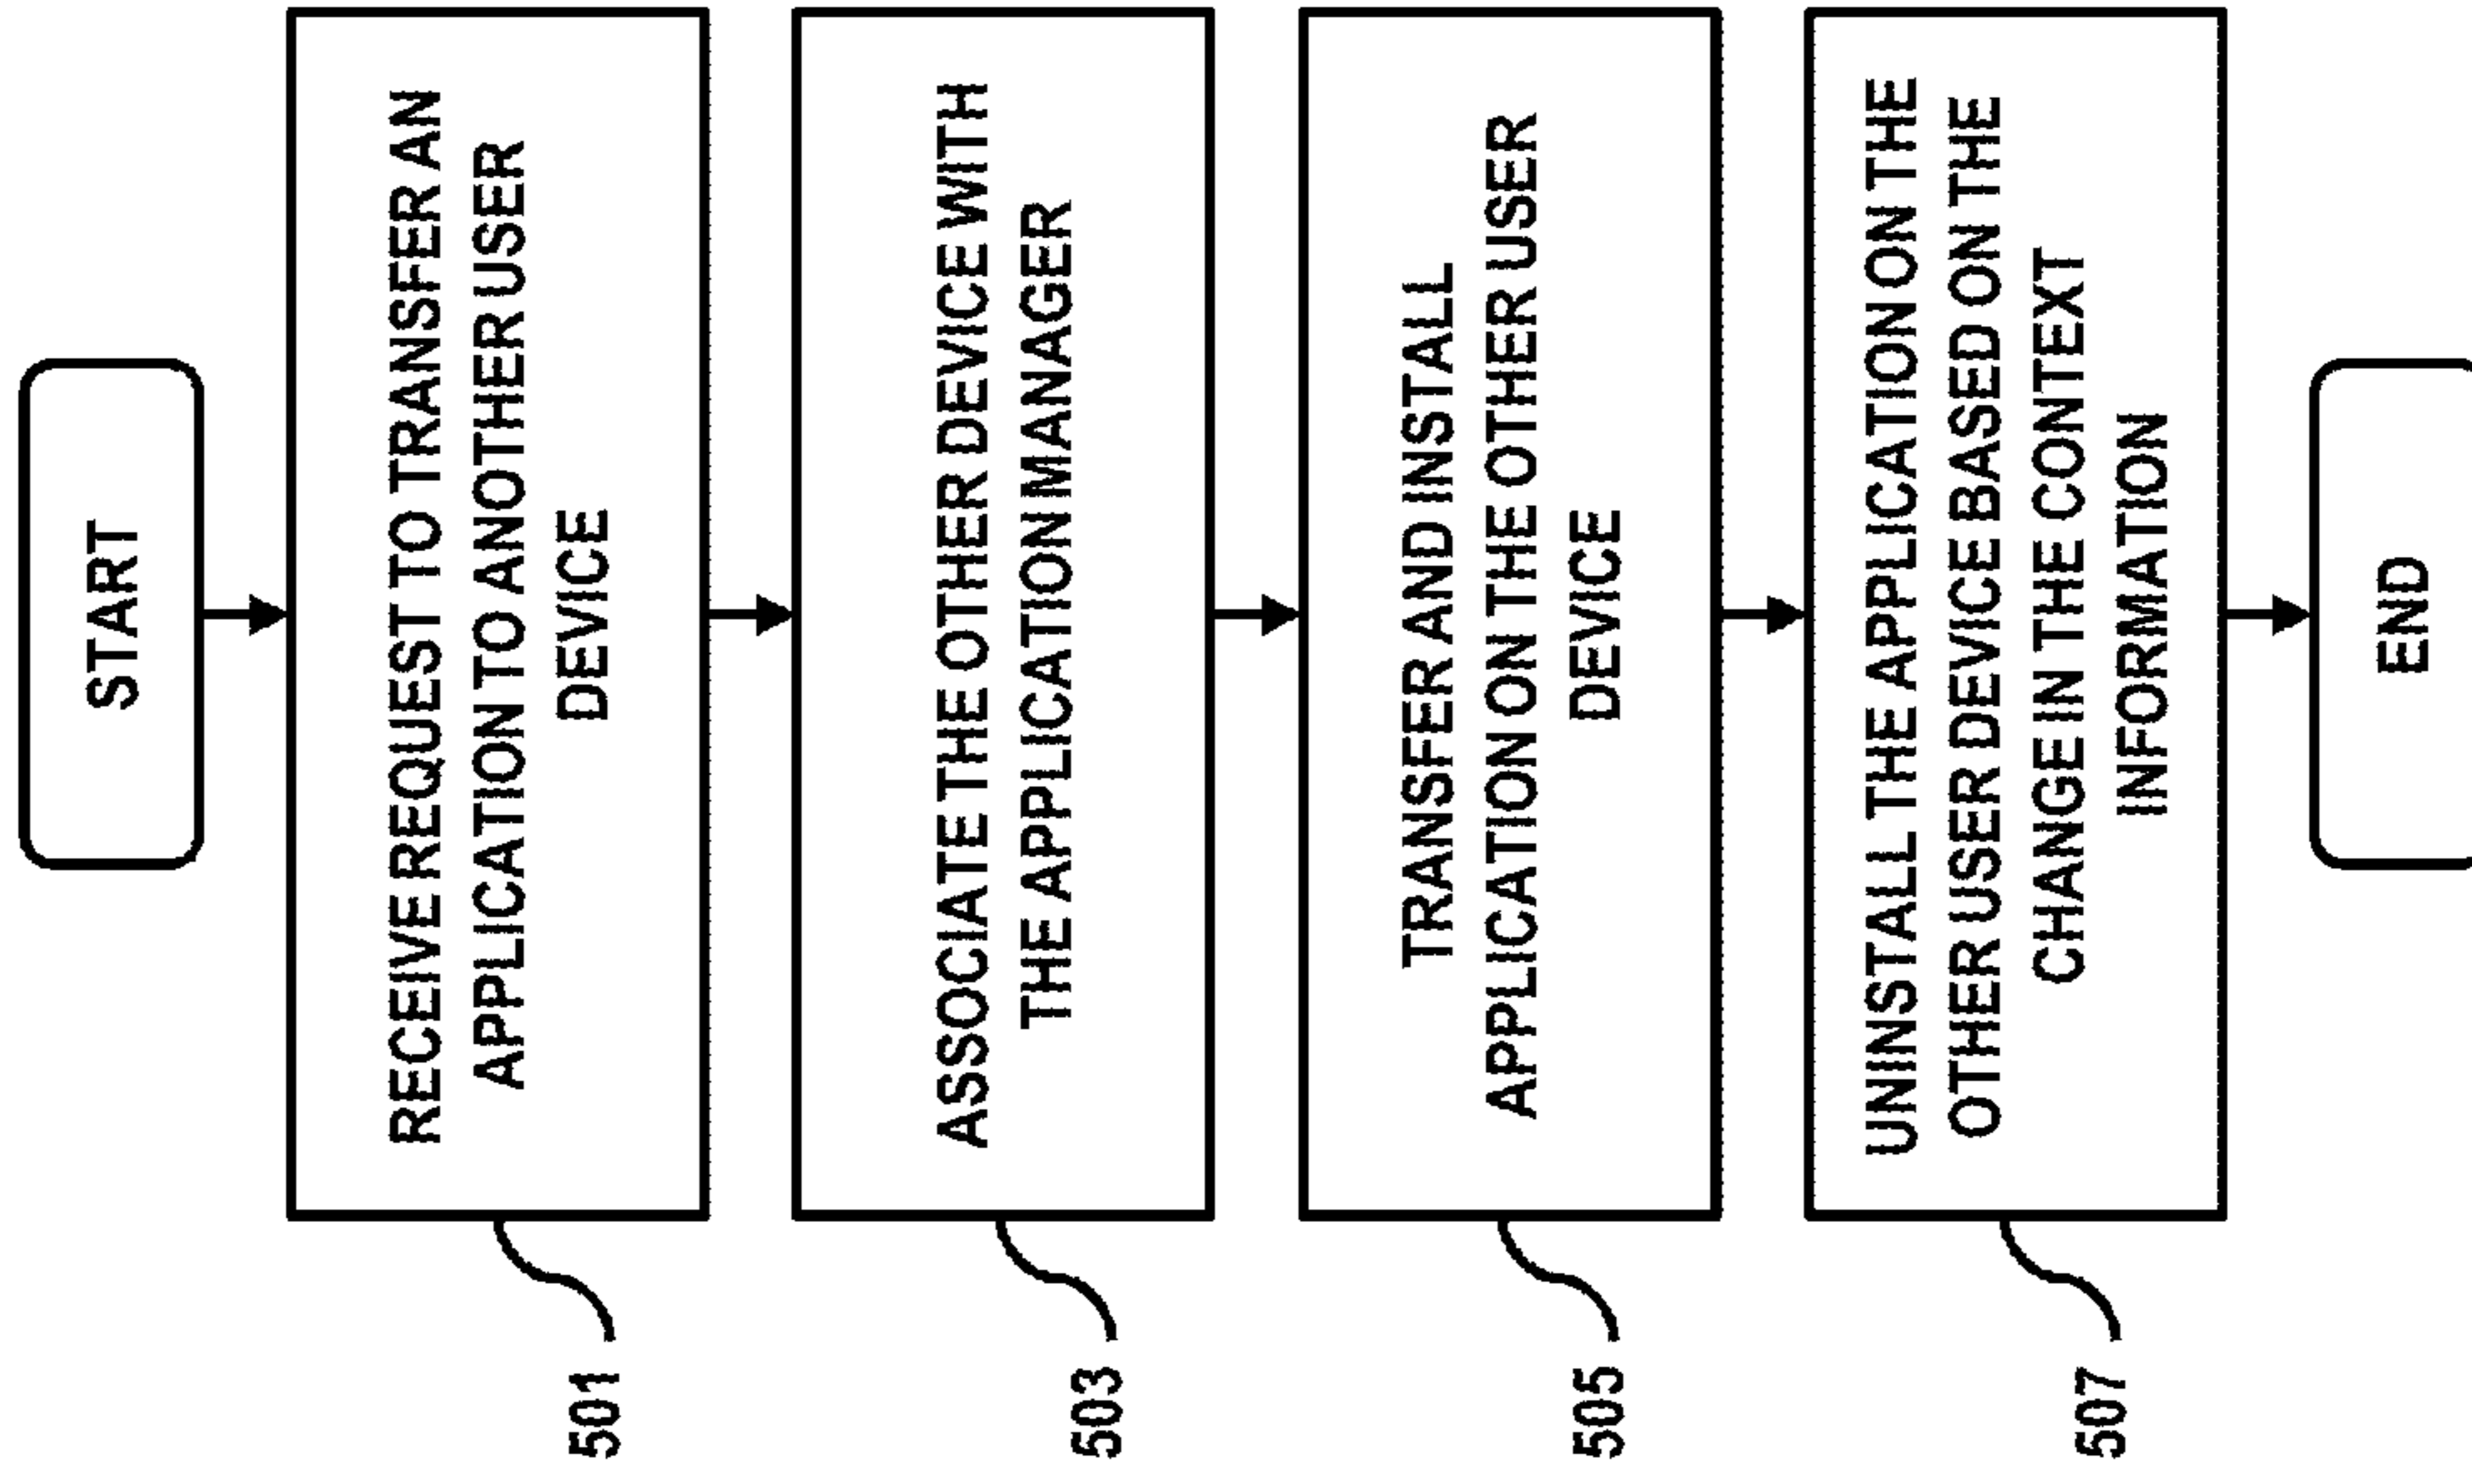 START
RECEIVE REQUEST TO TRANSFER AN
APPLICATION TO ANOTHER USER
DEVICE
501
ASSOCIATE THE OTHER DEVICE WITH
THE APPLICATION MANAGER
503
TRANSFER AND INSTALL
APPLICATION ON THE OTHER USER
DEVICE
505
UNINSTALL THE APPLICATION ON THE
OTHER USER DEVICE BASED ON THE
CHANGE IN THE CONTEXT
INFORMATION
507
END